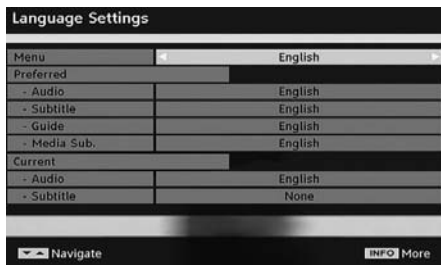 Language Settings
Menu English
Preferred
- Audio English
- Subtitle English
- Guide English
- Media Sub. English
Current
- Audio English
- Subtitle None
Navigate INFO More